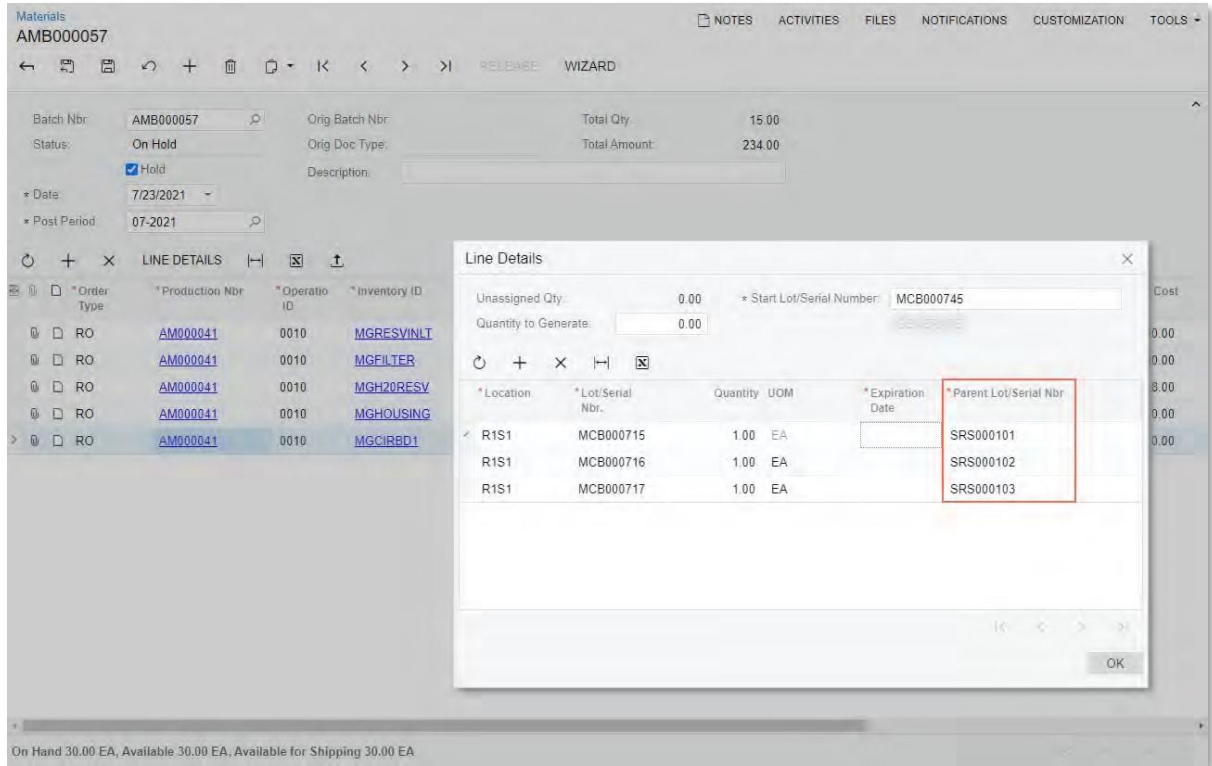 Materials
AMB000057
NOTES ACTIVITIES FILES NOTIFICATIONS CUSTOMIZATION TOOLS
RELEASE WIZARD
Batch Nbr. AMB000057 Orig Batch Nbr. Total Qty. 15.00
Status: On Hold Orig Doc Type: Total Amount: 234.00
Hold Description:
* Date: 7/23/2021
* Post Period: 07-2021
LINE DETAILS
*Order Type *Production Nbr *Operatio ID *Inventory ID Cost
RO AM000041 0010 MGRESVINLT 0.00
RO AM000041 0010 MGFILTER 0.00
RO AM000041 0010 MGH20RESV
RO AM000041 0010 MGHOUSING 0.00
RO AM000041 0010 MGCIRBD1 0.00
Line Details
Unassigned Qty. 0.00 * Start Lot/Serial Number: MCB000745
Quantity to Generate: 0.00 GENERATE
*Location *Lot/Serial Nbr. Quantity UOM *Expiration Date *Parent Lot/Serial Nbr
R1S1 MCB000715 1.00 EA SRS000101
R1S1 MCB000716 1.00 EA SRS000102
R1S1 MCB000717 1.00 EA SRS000103
OK
On Hand 30.00 EA, Available 30.00 EA, Available for Shipping 30.00 EA